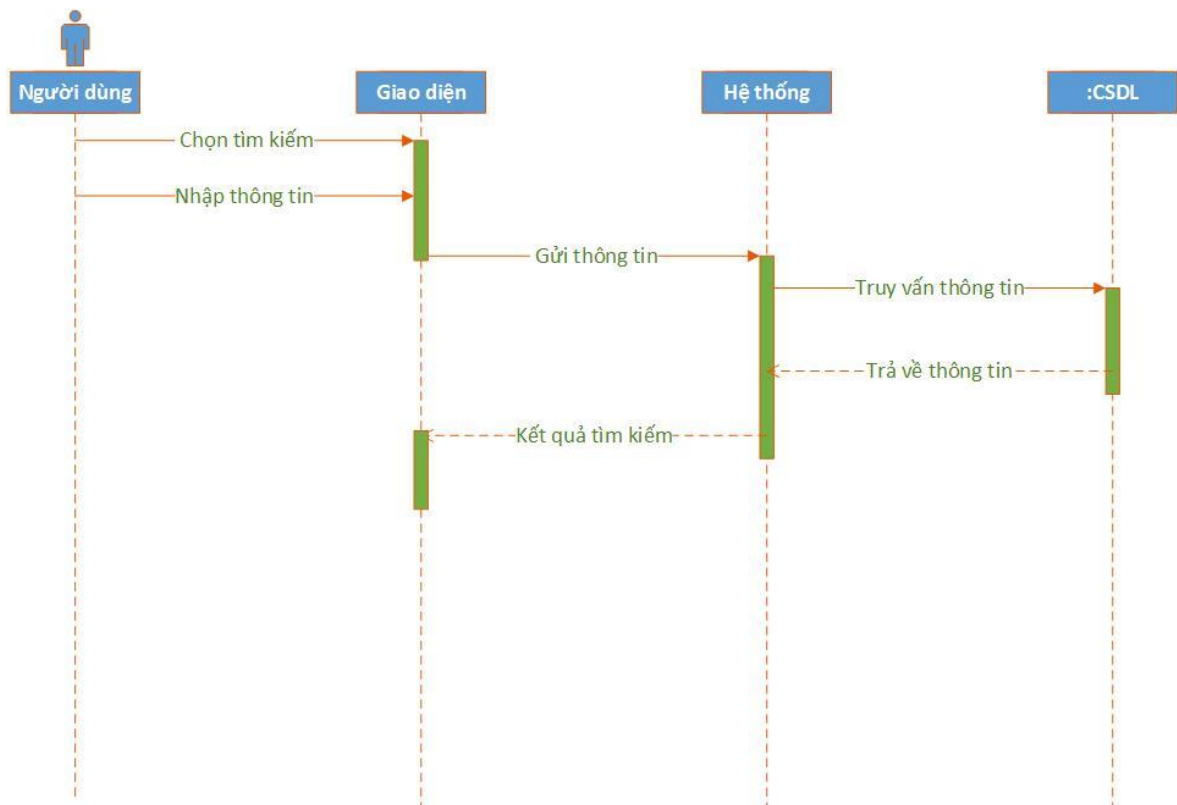 Người dùng
Giao diện
Hệ thống
:CSDL
Chọn tìm kiếm
Nhập thông tin
Gửi thông tin
Truy vấn thông tin
Trả về thông tin
Kết quả tìm kiếm